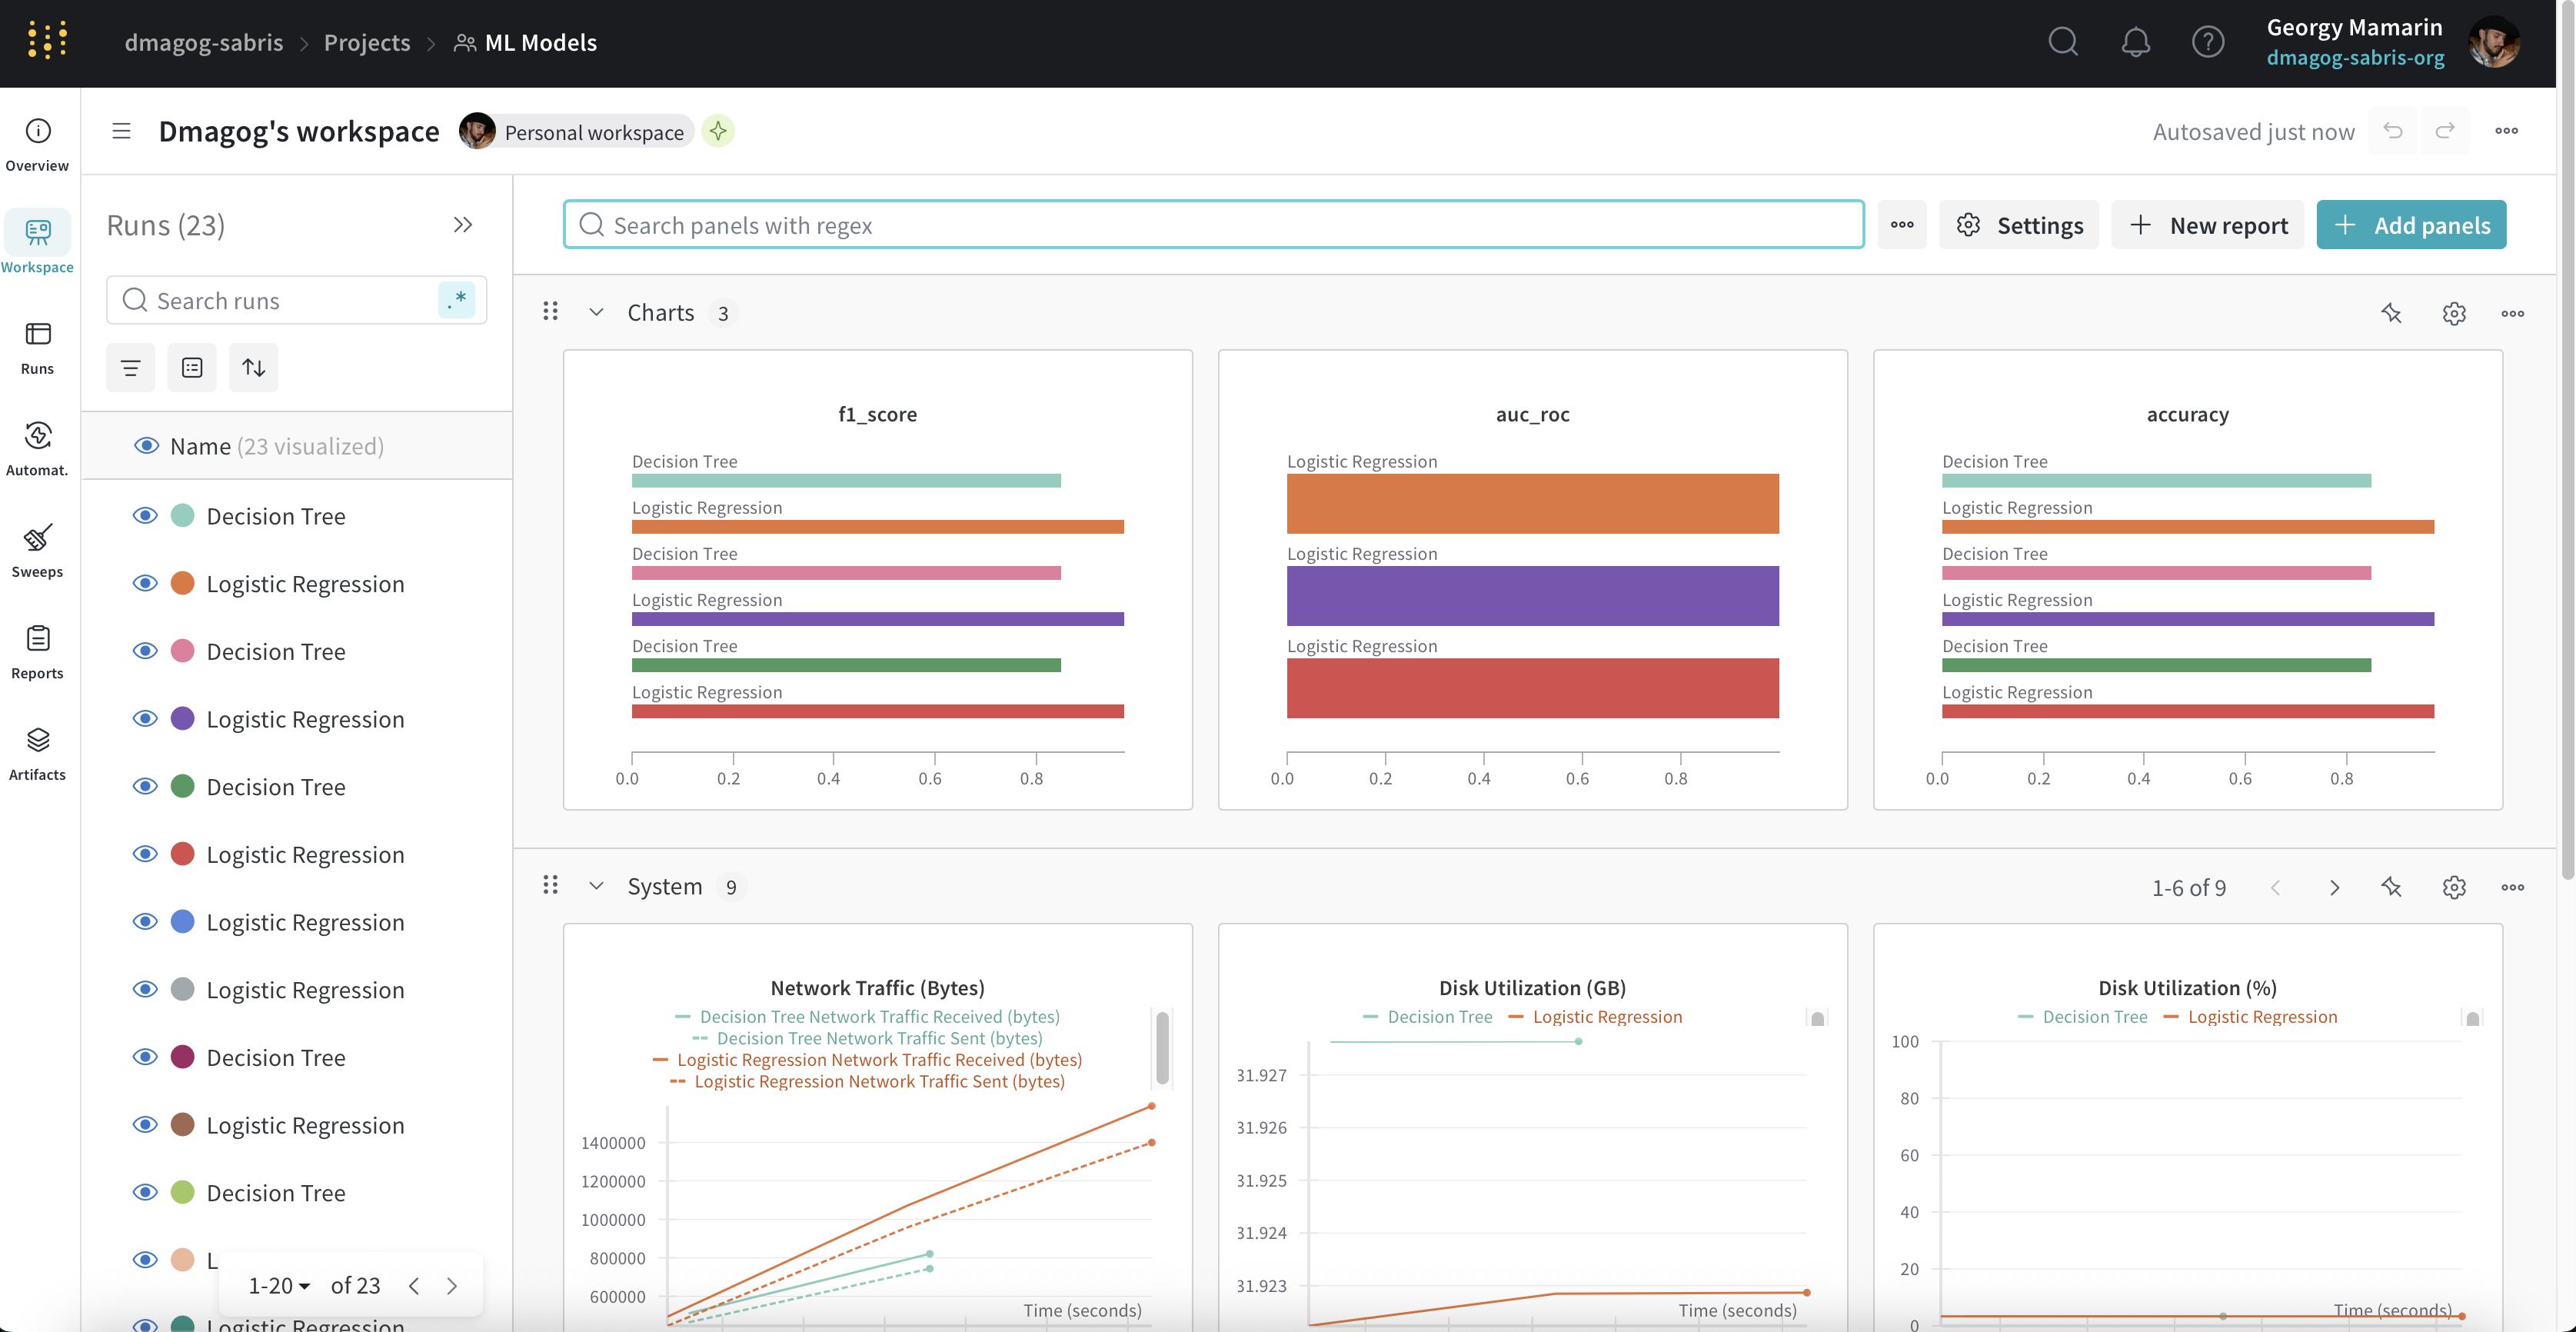 dmagog-sabris
Projects
ML Models
Georgy Mamarin
dmagog-sabris-org
Dmagog's workspace
Personal workspace
Autosaved just now
Overview
Workspace
Runs
Automat.
Sweeps
Reports
Artifacts
Runs (23)
Search runs
.*
Name (23 visualized)
Decision Tree
Logistic Regression
Decision Tree
Logistic Regression
Decision Tree
Logistic Regression
Logistic Regression
Logistic Regression
Decision Tree
Logistic Regression
Decision Tree
L
Logistic Regression
1-20 of 23
Search panels with regex
Settings
New report
Add panels
Charts 3
f1_score
Decision Tree
Logistic Regression
Decision Tree
Logistic Regression
Decision Tree
Logistic Regression
0.0 0.2 0.4 0.6 0.8
auc_roc
Logistic Regression
Logistic Regression
Logistic Regression
0.0 0.2 0.4 0.6 0.8
accuracy
Decision Tree
Logistic Regression
Decision Tree
Logistic Regression
Decision Tree
Logistic Regression
0.0 0.2 0.4 0.6 0.8
System 9
1-6 of 9
Network Traffic (Bytes)
Decision Tree Network Traffic Received (bytes)
Decision Tree Network Traffic Sent (bytes)
Logistic Regression Network Traffic Received (bytes)
Logistic Regression Network Traffic Sent (bytes)
1400000
1200000
1000000
800000
600000
Time (seconds)
Disk Utilization (GB)
Decision Tree Logistic Regression
31.927
31.926
31.925
31.924
31.923
Time (seconds)
Disk Utilization (%)
Decision Tree Logistic Regression
100
80
60
40
20
0
Time (seconds)